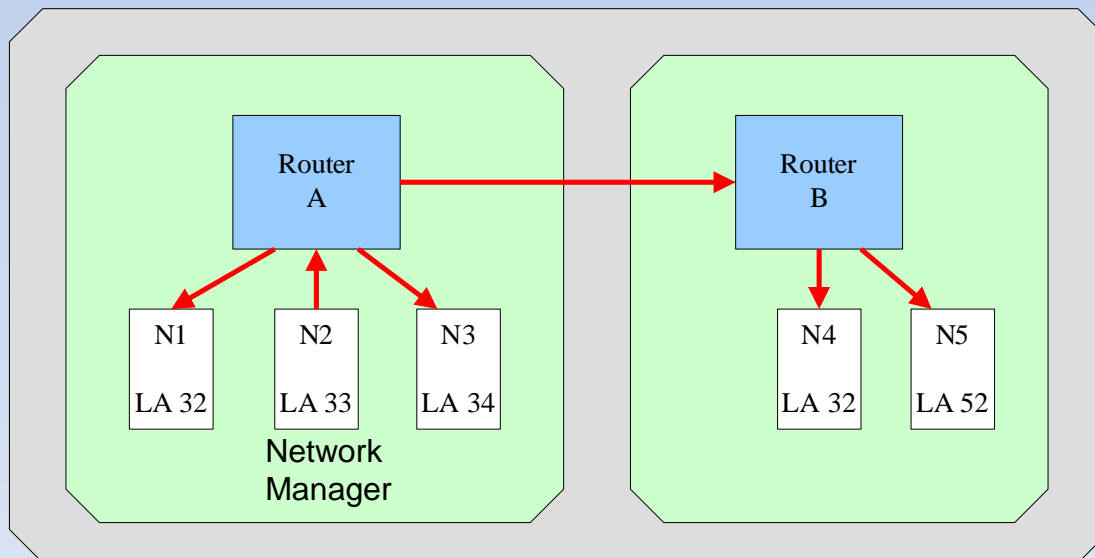 Router
A
Router
B
N1
LA 32
N2
LA 33
N3
LA 34
N4
LA 32
N5
LA 52
Network
Manager